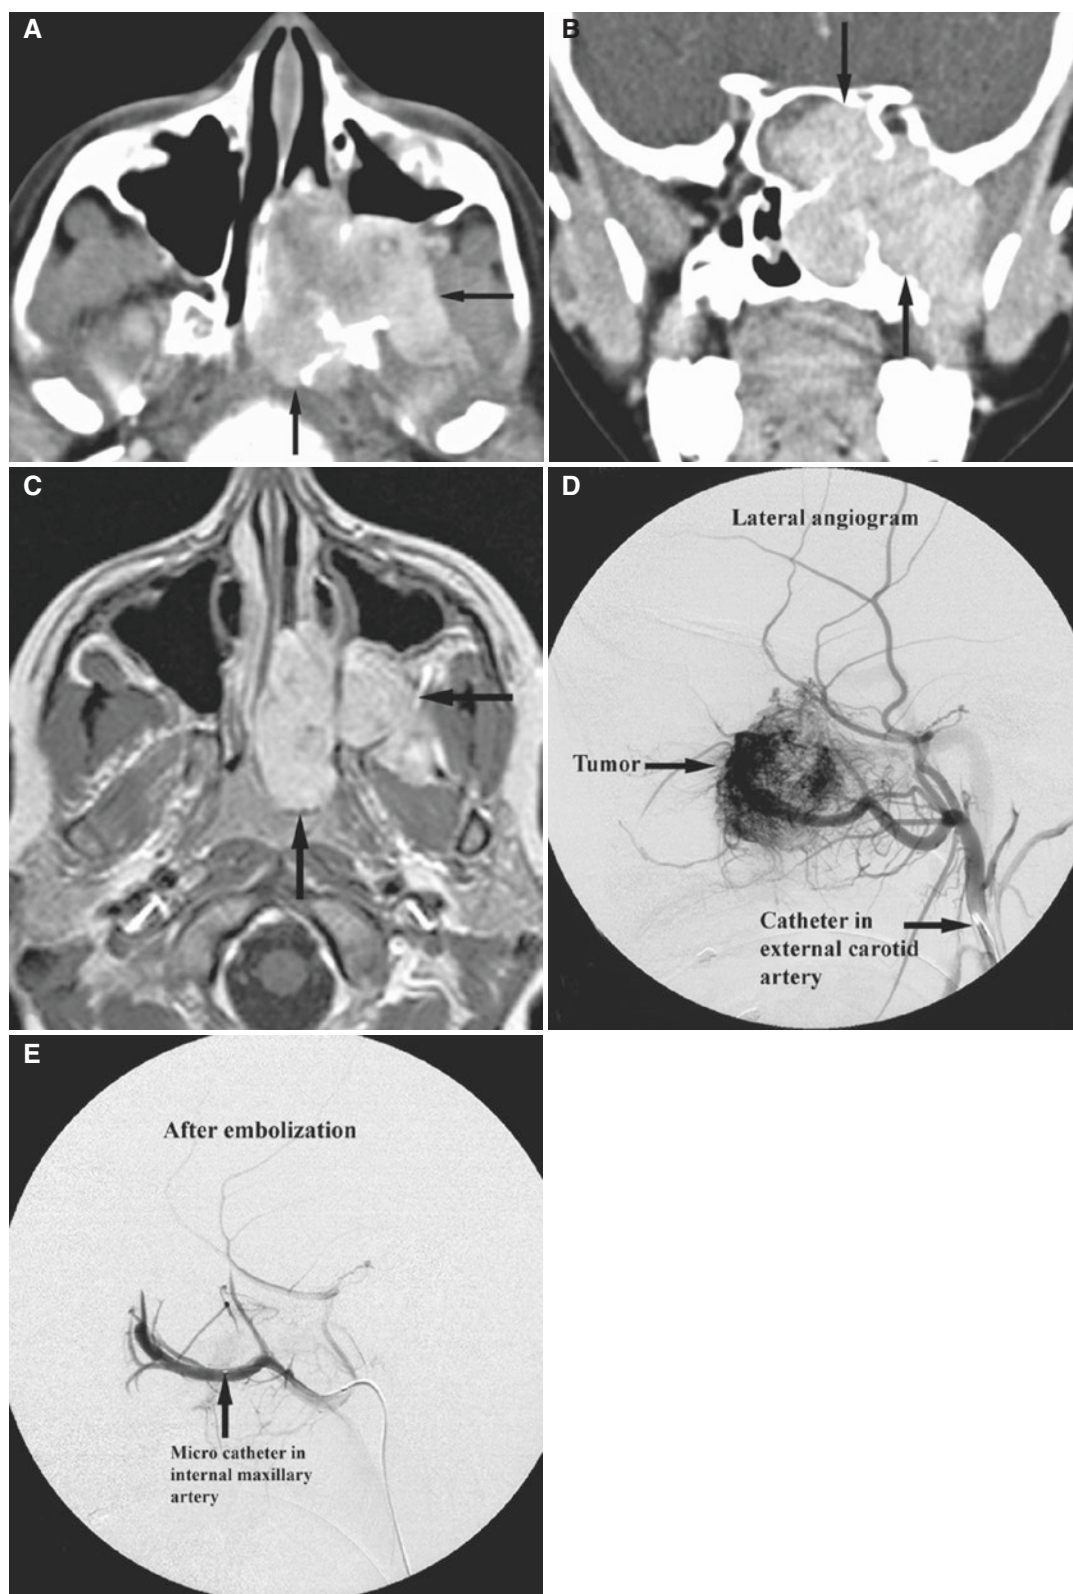 A
B
C
D
Lateral angiogram
Tumor
Catheter in
external carotid
artery
E
After embolization
Micro catheter in
internal maxillary
artery